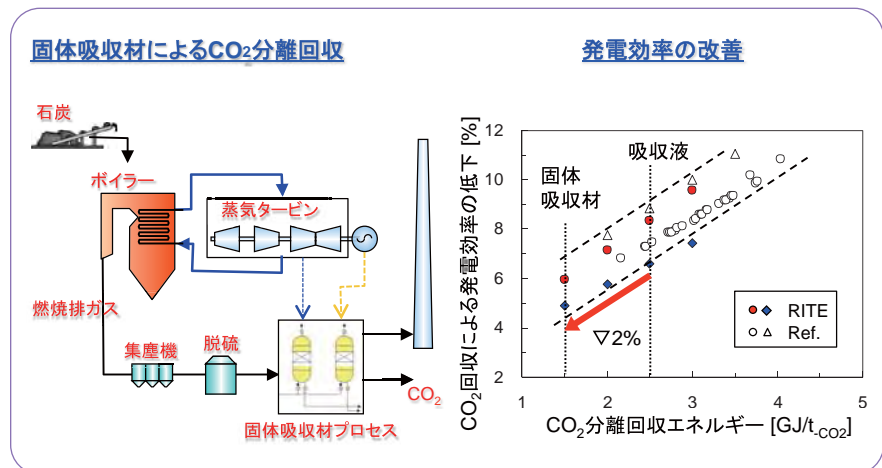 固体吸収材によるCO₂分離回収
石炭
ボイラー
蒸気タービン
燃焼排ガス
集塵機
脱硫
CO₂
固体吸収材プロセス
発電効率の改善
CO₂回収による発電効率の低下 [%]
12
10
8
6
4
2
吸収液
固体
吸収材
▽2%
RITE
Ref.
1
2
3
4
5
CO₂分離回収エネルギー [GJ/t-CO2]